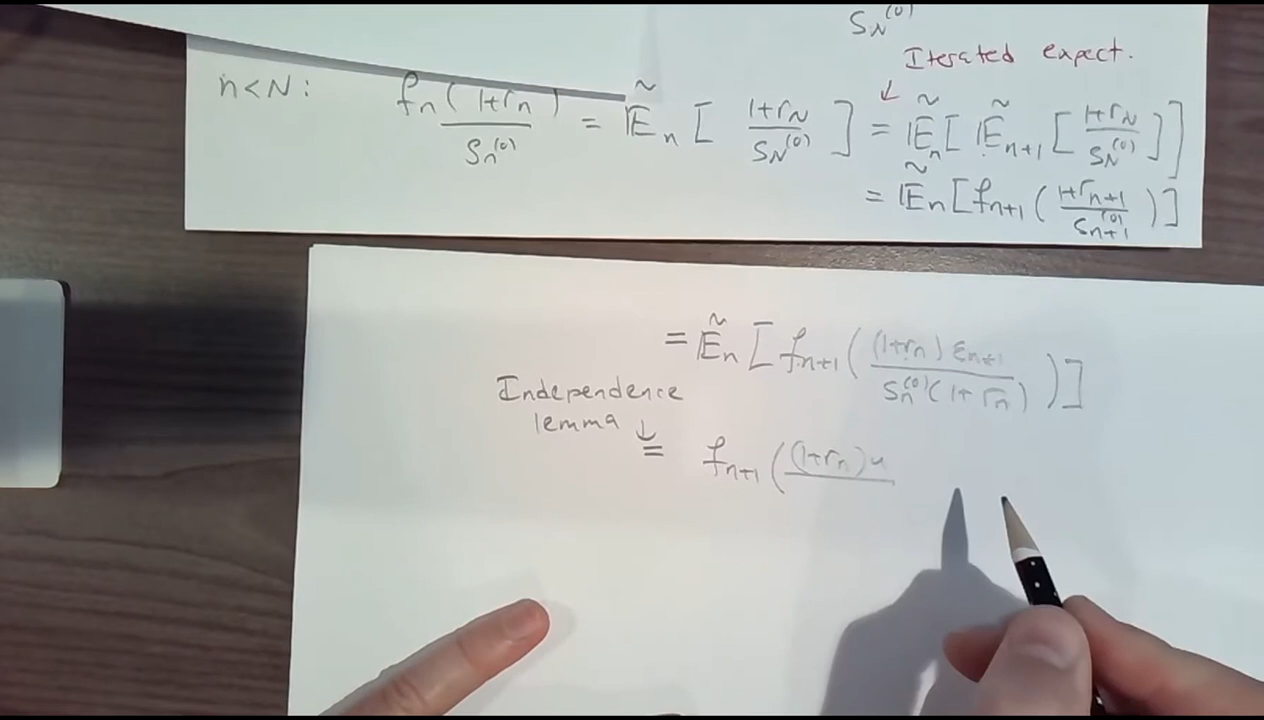 S_N^(0)
Iterated expect.
n<N: f_n((1+r_n)/S_n^(0)) = Ẽ_n[(1+r_N)/S_N^(0)] = Ẽ_n[Ẽ_{n+1}[(1+r_N)/S_N^(0)]]
= Ẽ_n[f_{n+1}((1+r_{n+1})/S_{n+1}^(0))]
= Ẽ_n[f_{n+1}((1+r_n)ε_{n+1}/S_n^(0)(1+r_n))]
Independence
lemma ↓
= f_{n+1}((1+r_n)u